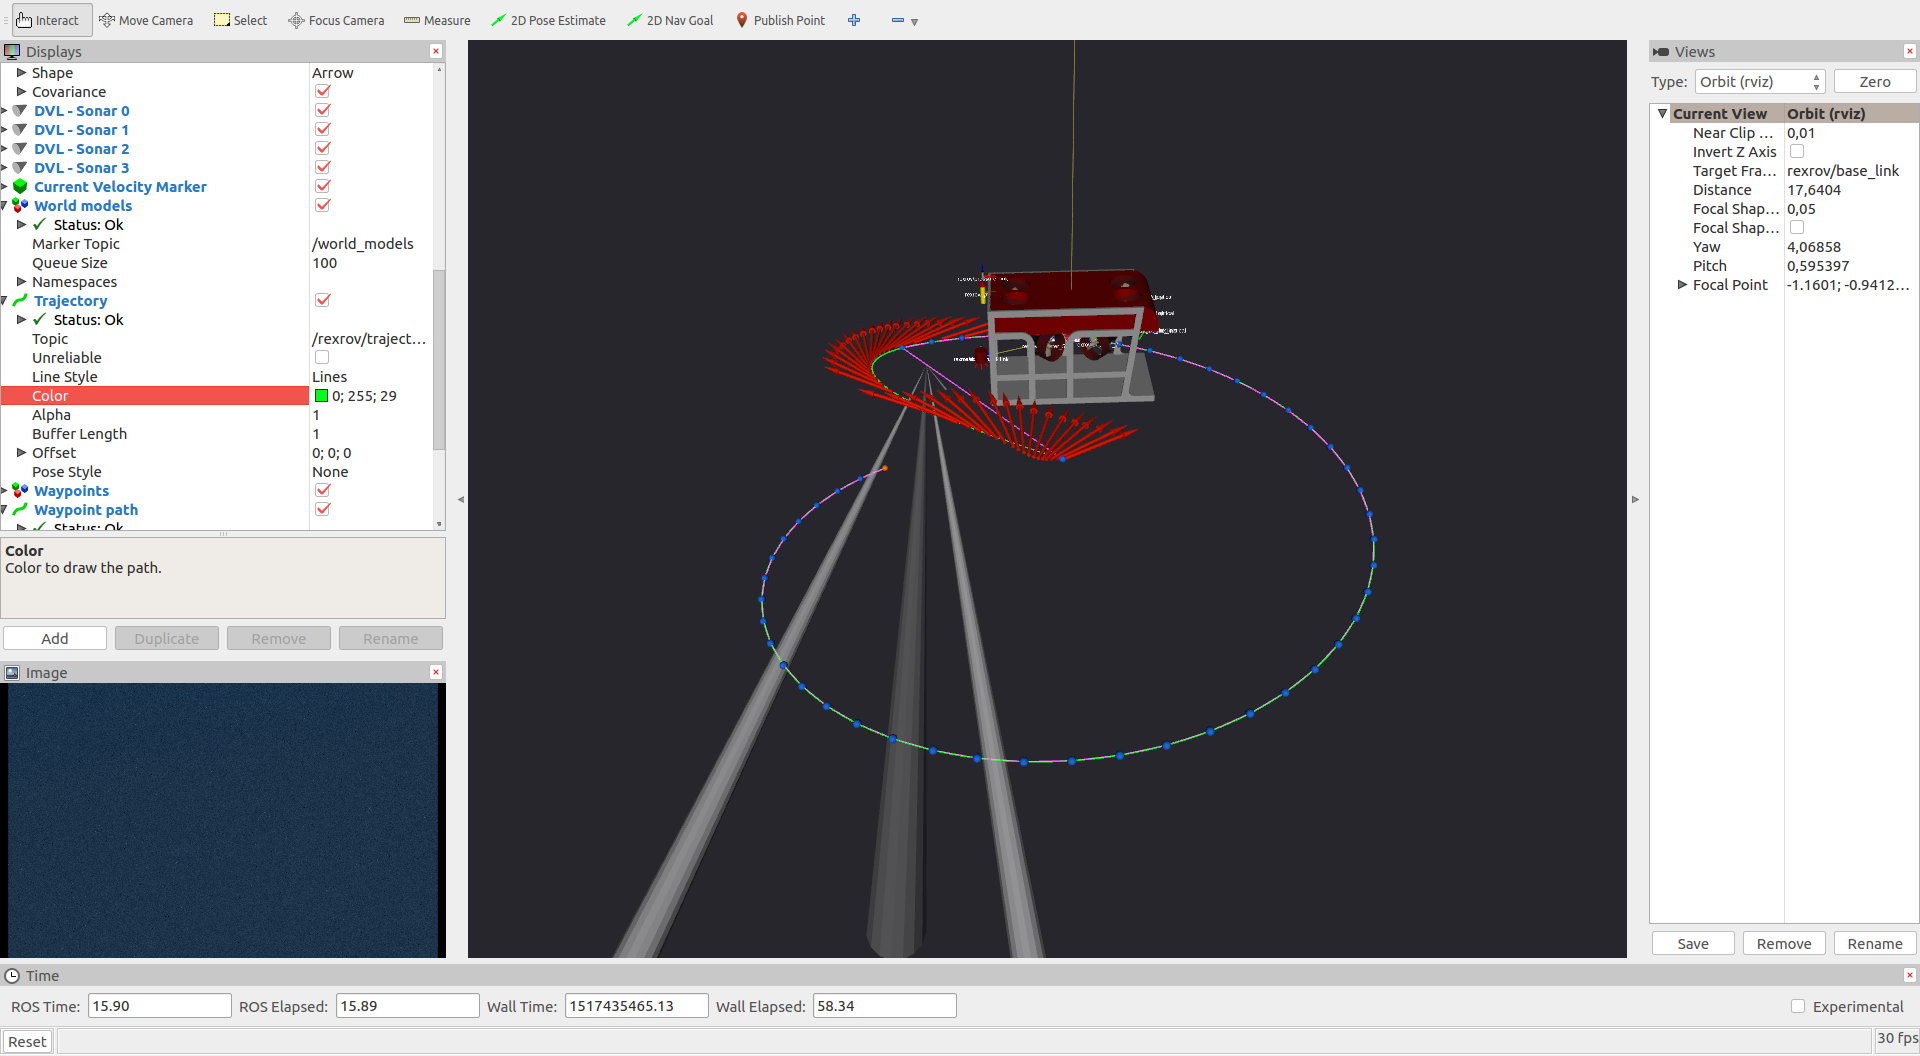 Interact Move Camera Select Focus Camera Measure 2D Pose Estimate 2D Nav Goal Publish Point
Displays
Shape Arrow
Covariance
DVL - Sonar 0
DVL - Sonar 1
DVL - Sonar 2
DVL - Sonar 3
Current Velocity Marker
World models
Status: Ok
Marker Topic /world_models
Queue Size 100
Namespaces
Trajectory
Status: Ok
Topic /rexrov/traject...
Unreliable
Line Style Lines
Color 0; 255; 29
Alpha 1
Buffer Length 1
Offset 0; 0; 0
Pose Style None
Waypoints
Waypoint path
Status: Ok
Color
Color to draw the path.
Add Duplicate Remove Rename
Image
Views
Type: Orbit (rviz) Zero
Current View Orbit (rviz)
Near Clip ... 0,01
Invert Z Axis
Target Fra... rexrov/base_link
Distance 17,6404
Focal Shap... 0,05
Focal Shap...
Yaw 4,06858
Pitch 0,595397
Focal Point -1.1601; -0.9412...
Save Remove Rename
Time
ROS Time: 15.90 ROS Elapsed: 15.89 Wall Time: 1517435465.13 Wall Elapsed: 58.34 Experimental
Reset 30 fps